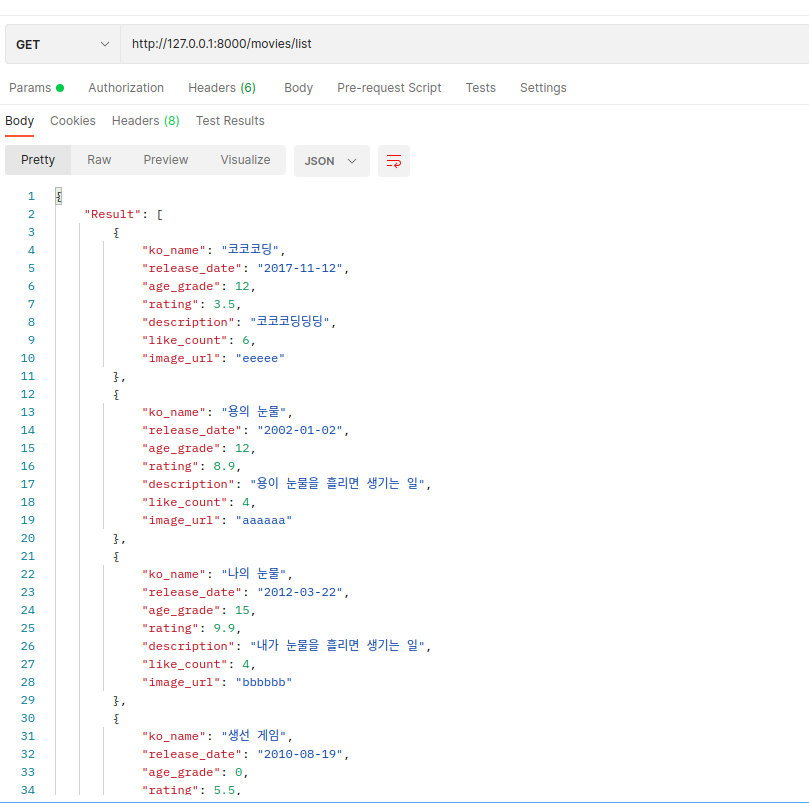 GET http://127.0.0.1:8000/movies/list
Params Authorization Headers (6) Body Pre-request Script Tests Settings
Body Cookies Headers (8) Test Results
Pretty Raw Preview Visualize JSON
1 {
2 "Result": [
3 {
4 "ko_name": "코코코딩",
5 "release_date": "2017-11-12",
6 "age_grade": 12,
7 "rating": 3.5,
8 "description": "코코코딩딩딩",
9 "like_count": 6,
10 "image_url": "eeeee"
11 },
12 {
13 "ko_name": "용의 눈물",
14 "release_date": "2002-01-02",
15 "age_grade": 12,
16 "rating": 8.9,
17 "description": "용이 눈물을 흘리면 생기는 일",
18 "like_count": 4,
19 "image_url": "aaaaaa"
20 },
21 {
22 "ko_name": "나의 눈물",
23 "release_date": "2012-03-22",
24 "age_grade": 15,
25 "rating": 9.9,
26 "description": "내가 눈물을 흘리면 생기는 일",
27 "like_count": 4,
28 "image_url": "bbbbbb"
29 },
30 {
31 "ko_name": "생선 게임",
32 "release_date": "2010-08-19",
33 "age_grade": 0,
34 "rating": 5.5,